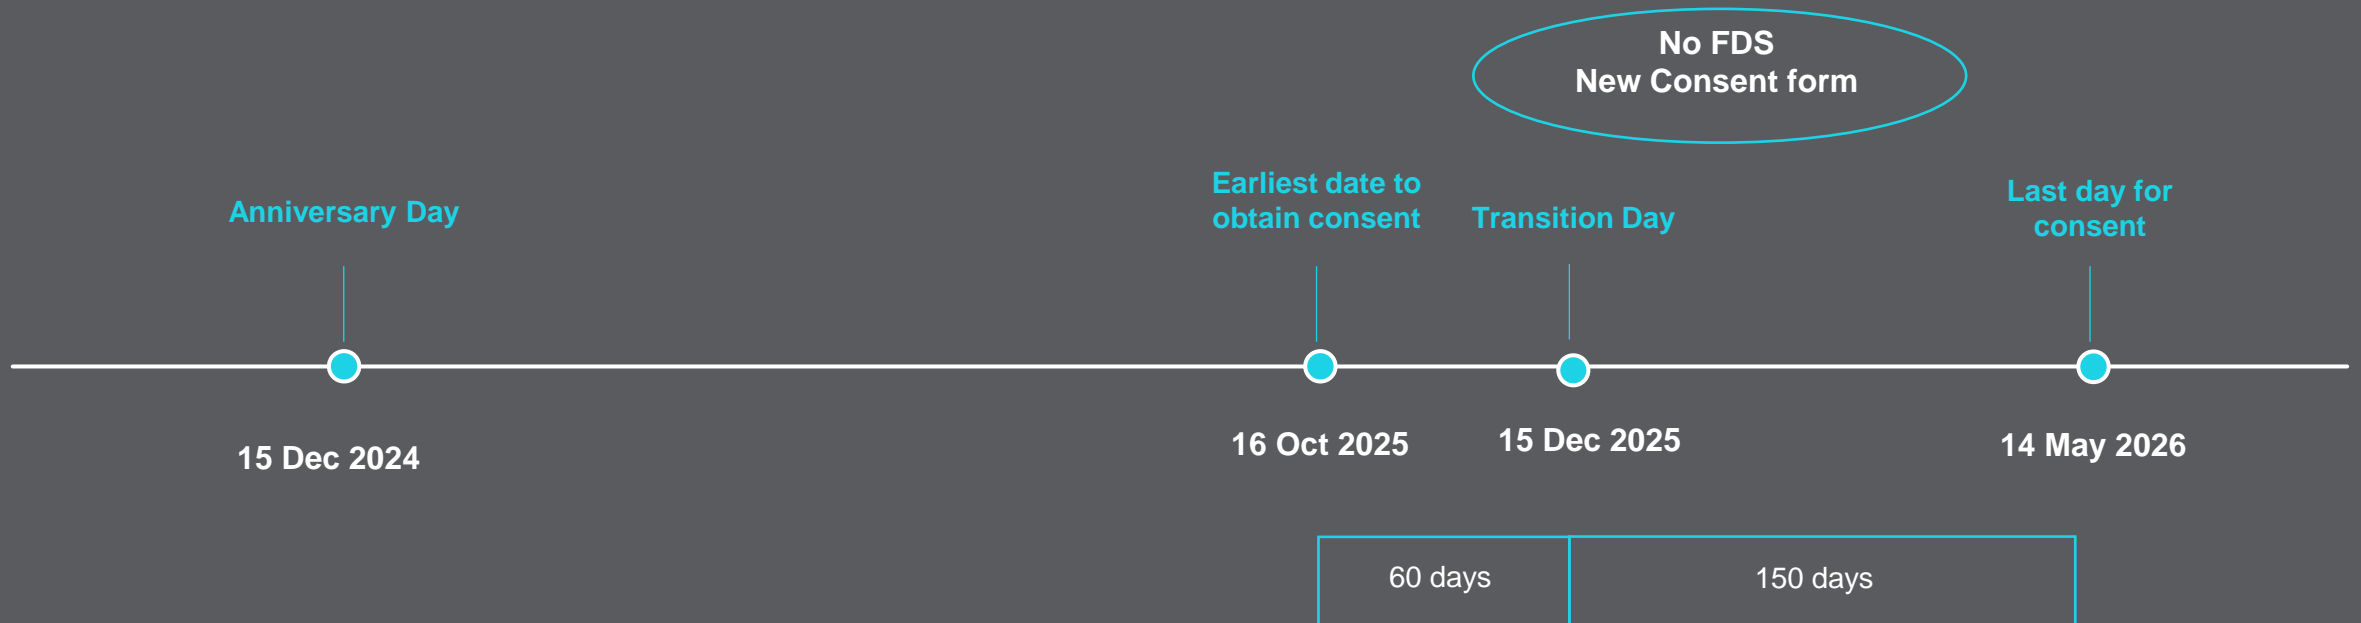 No FDS
New Consent form
Anniversary Day
Earliest date to
obtain consent
Transition Day
Last day for
consent
15 Dec 2024
16 Oct 2025
15 Dec 2025
14 May 2026
60 days
150 days